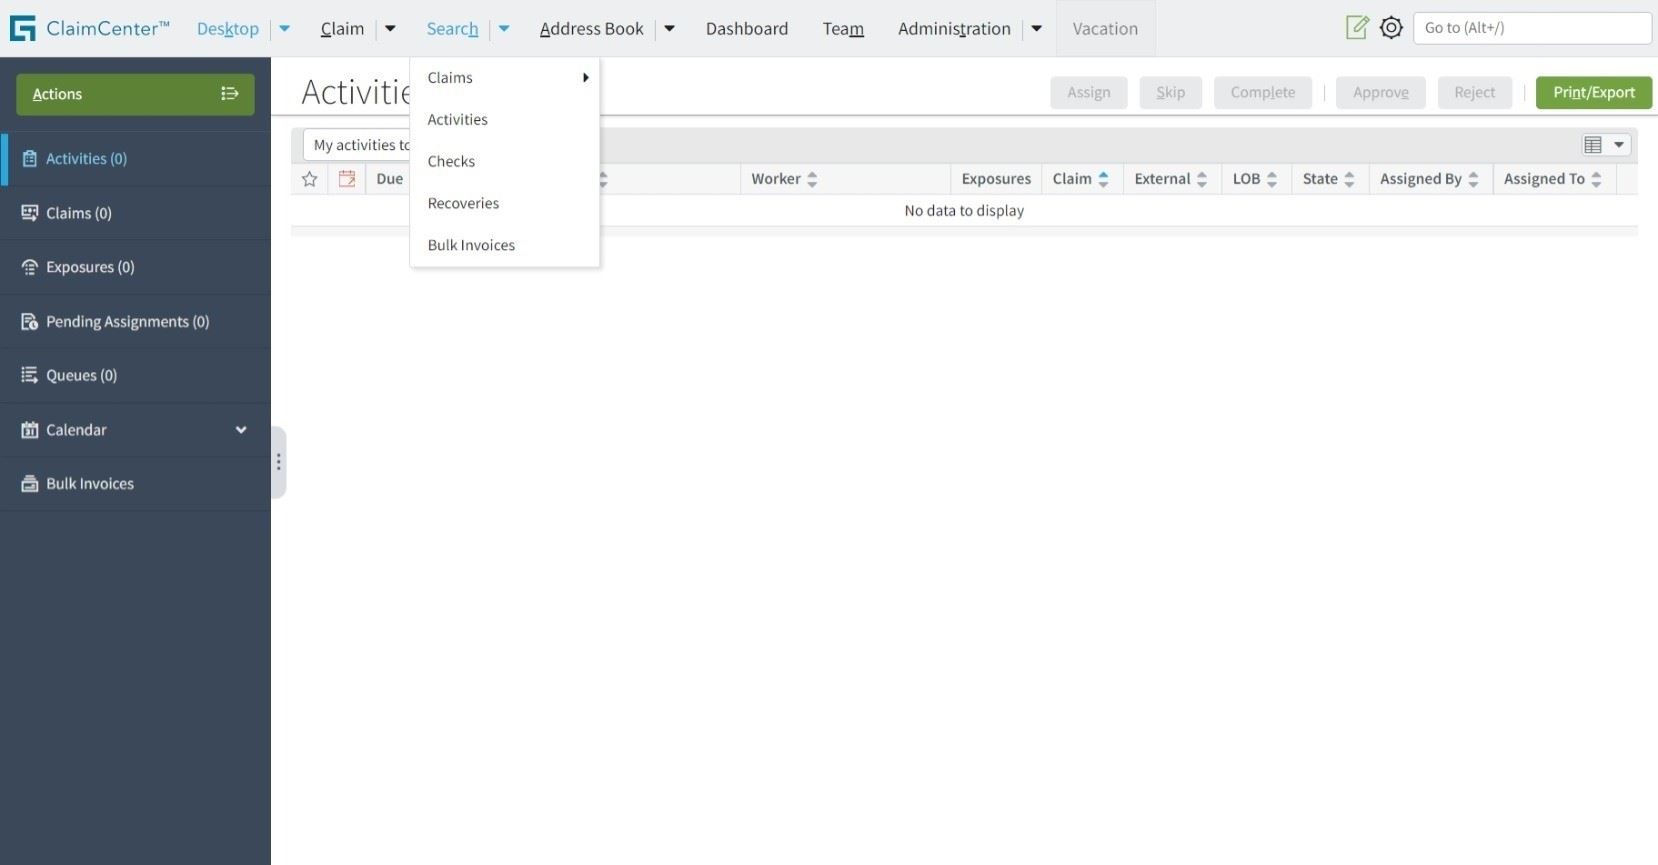 ClaimCenter™ Desktop Claim Search Address Book Dashboard Team Administration Vacation Go to (Alt+/)
Actions
Activities (0)
Claims (0)
Exposures (0)
Pending Assignments (0)
Queues (0)
Calendar
Bulk Invoices
Claims
Activities
Checks
Recoveries
Bulk Invoices
Activitie Assign Skip Complete Approve Reject Print/Export
My activities to
Due Worker Exposures Claim External LOB State Assigned By Assigned To
No data to display